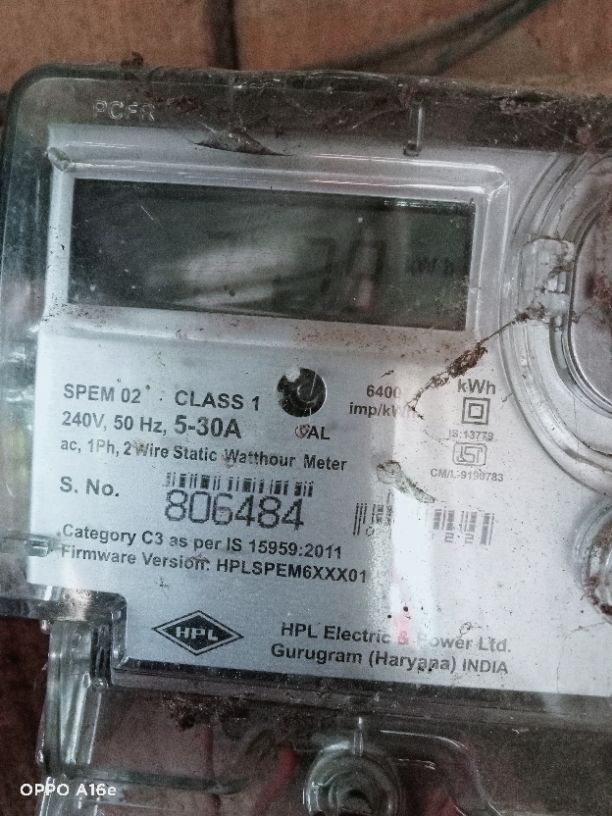 PCFR
kWh
SPEM 02 CLASS 1
6400 kWh
240V, 50 Hz, 5-30A CAL imp/kWh
IS:13779
ac, 1Ph, 2 Wire Static Watthour Meter
ISI
S. No.
806484
Category C3 as per IS 15959:2011
Firmware Version: HPLSPEM6XXX01
HPL
HPL Electric & Power Ltd.
Gurugram (Haryana) INDIA
OPPO A16e